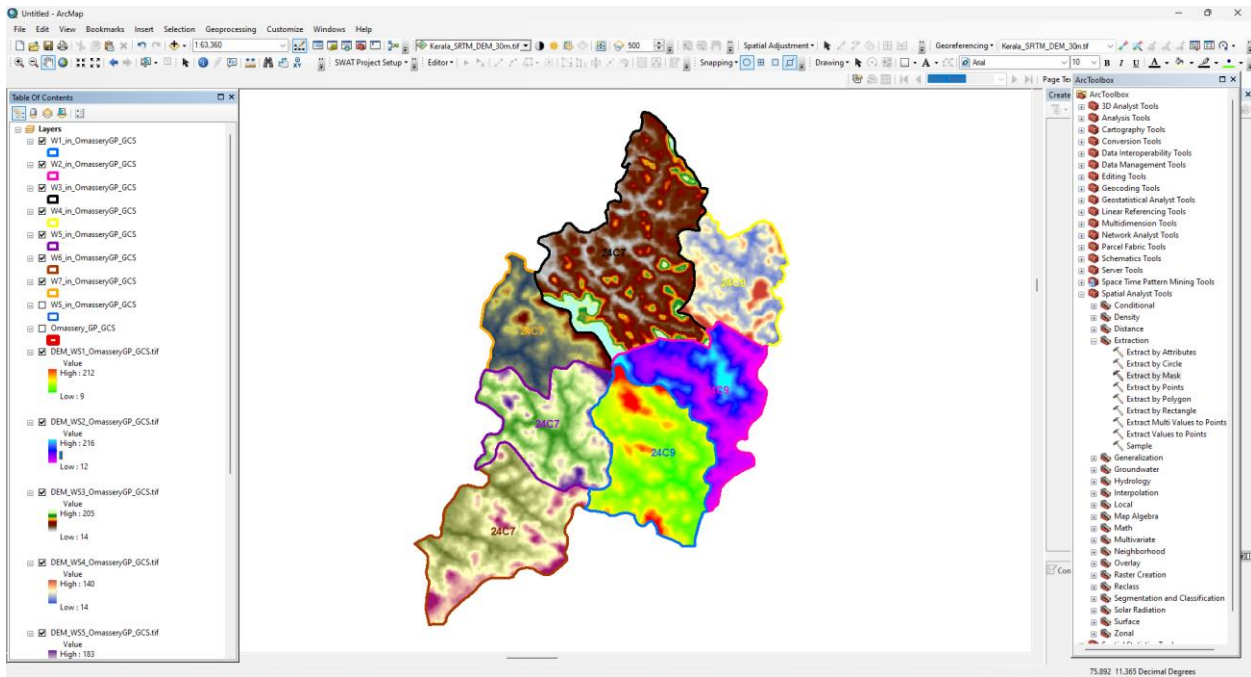 Untitled - ArcMap
File Edit View Bookmarks Insert Selection Geoprocessing Customize Windows Help
1:63,360 Kerala_SRTM_DEM_30m.tif 500 Spatial Adjustment Georeferencing Kerala_SRTM_DEM_30m.tif
SWAT Project Setup Editor Snapping Drawing Arial 10 B I U A
Page Te
Table Of Contents
Layers
W1_in_OmasseryGP_GCS
W2_in_OmasseryGP_GCS
W3_in_OmasseryGP_GCS
W4_in_OmasseryGP_GCS
W5_in_OmasseryGP_GCS
W6_in_OmasseryGP_GCS
W7_in_OmasseryGP_GCS
WS_in_OmasseryGP_GCS
Omassery_GP_GCS
DEM_WS1_OmasseryGP_GCS.tif
Value
High : 212
Low : 9
DEM_WS2_OmasseryGP_GCS.tif
Value
High : 216
Low : 12
DEM_WS3_OmasseryGP_GCS.tif
Value
High : 205
Low : 14
DEM_WS4_OmasseryGP_GCS.tif
Value
High : 140
Low : 14
DEM_WS5_OmasseryGP_GCS.tif
Value
High : 183
24C7
24C7
24C9
24C7
Create
Con
ArcToolbox
ArcToolbox
3D Analyst Tools
Analysis Tools
Cartography Tools
Conversion Tools
Data Interoperability Tools
Data Management Tools
Editing Tools
Geocoding Tools
Geostatistical Analyst Tools
Linear Referencing Tools
Multidimension Tools
Network Analyst Tools
Parcel Fabric Tools
Schematics Tools
Server Tools
Space Time Pattern Mining Tools
Spatial Analyst Tools
Conditional
Density
Distance
Extraction
Extract by Attributes
Extract by Circle
Extract by Mask
Extract by Points
Extract by Polygon
Extract by Rectangle
Extract Multi Values to Points
Extract Values to Points
Sample
Generalization
Groundwater
Hydrology
Interpolation
Local
Map Algebra
Math
Multivariate
Neighborhood
Overlay
Raster Creation
Reclass
Segmentation and Classification
Solar Radiation
Surface
Zonal
75.892 11.365 Decimal Degrees